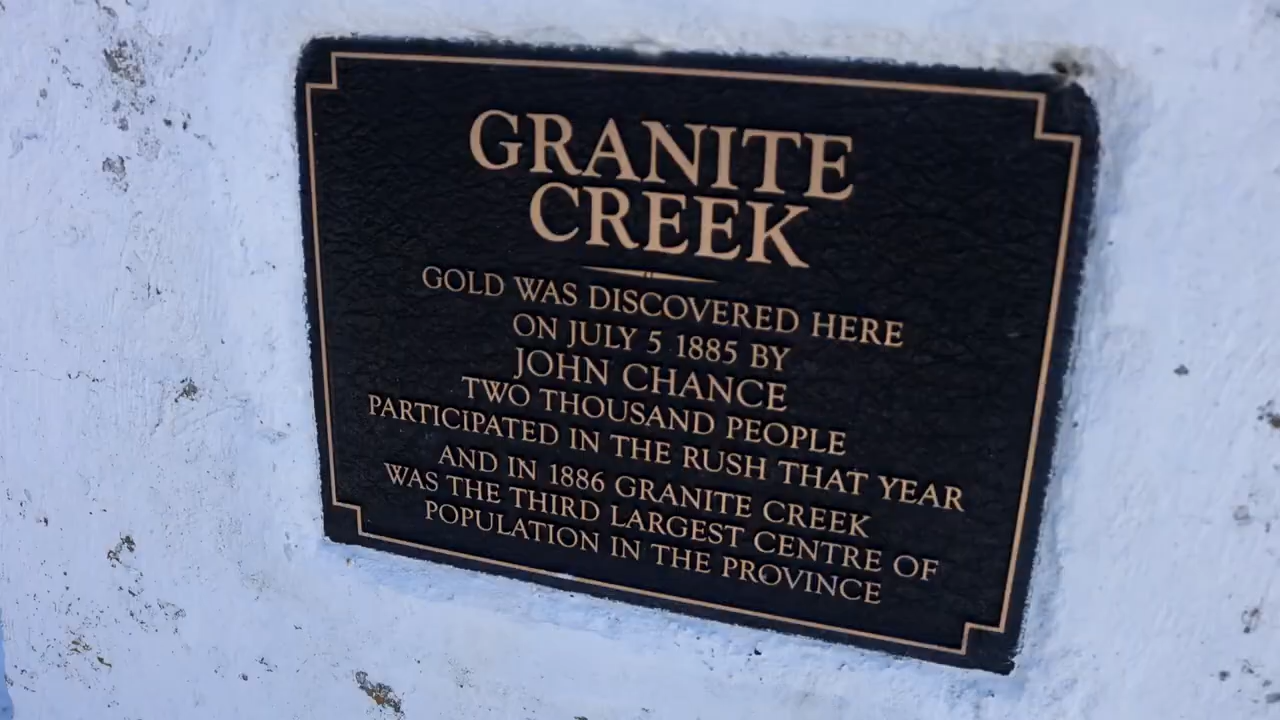 GRANITE
CREEK
GOLD WAS DISCOVERED HERE
ON JULY 5 1885 BY
JOHN CHANCE
TWO THOUSAND PEOPLE
PARTICIPATED IN THE RUSH THAT YEAR
AND IN 1886 GRANITE CREEK
WAS THE THIRD LARGEST CENTRE OF
POPULATION IN THE PROVINCE